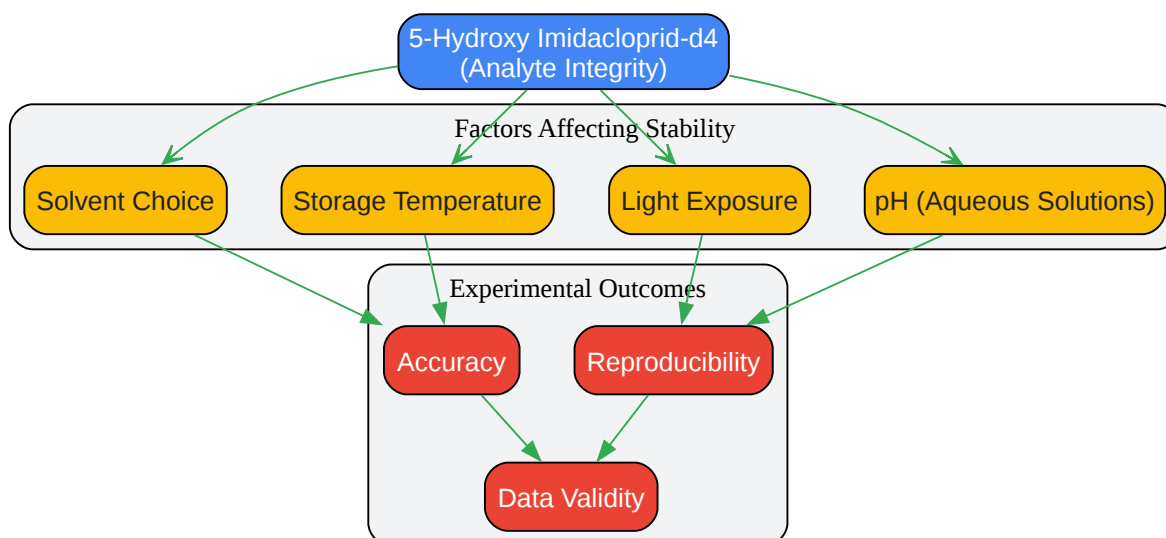 5-Hydroxy Imidacloprid-d4
(Analyte Integrity)
Factors Affecting Stability
Solvent Choice
Storage Temperature
Light Exposure
pH (Aqueous Solutions)
Experimental Outcomes
Accuracy
Reproducibility
Data Validity